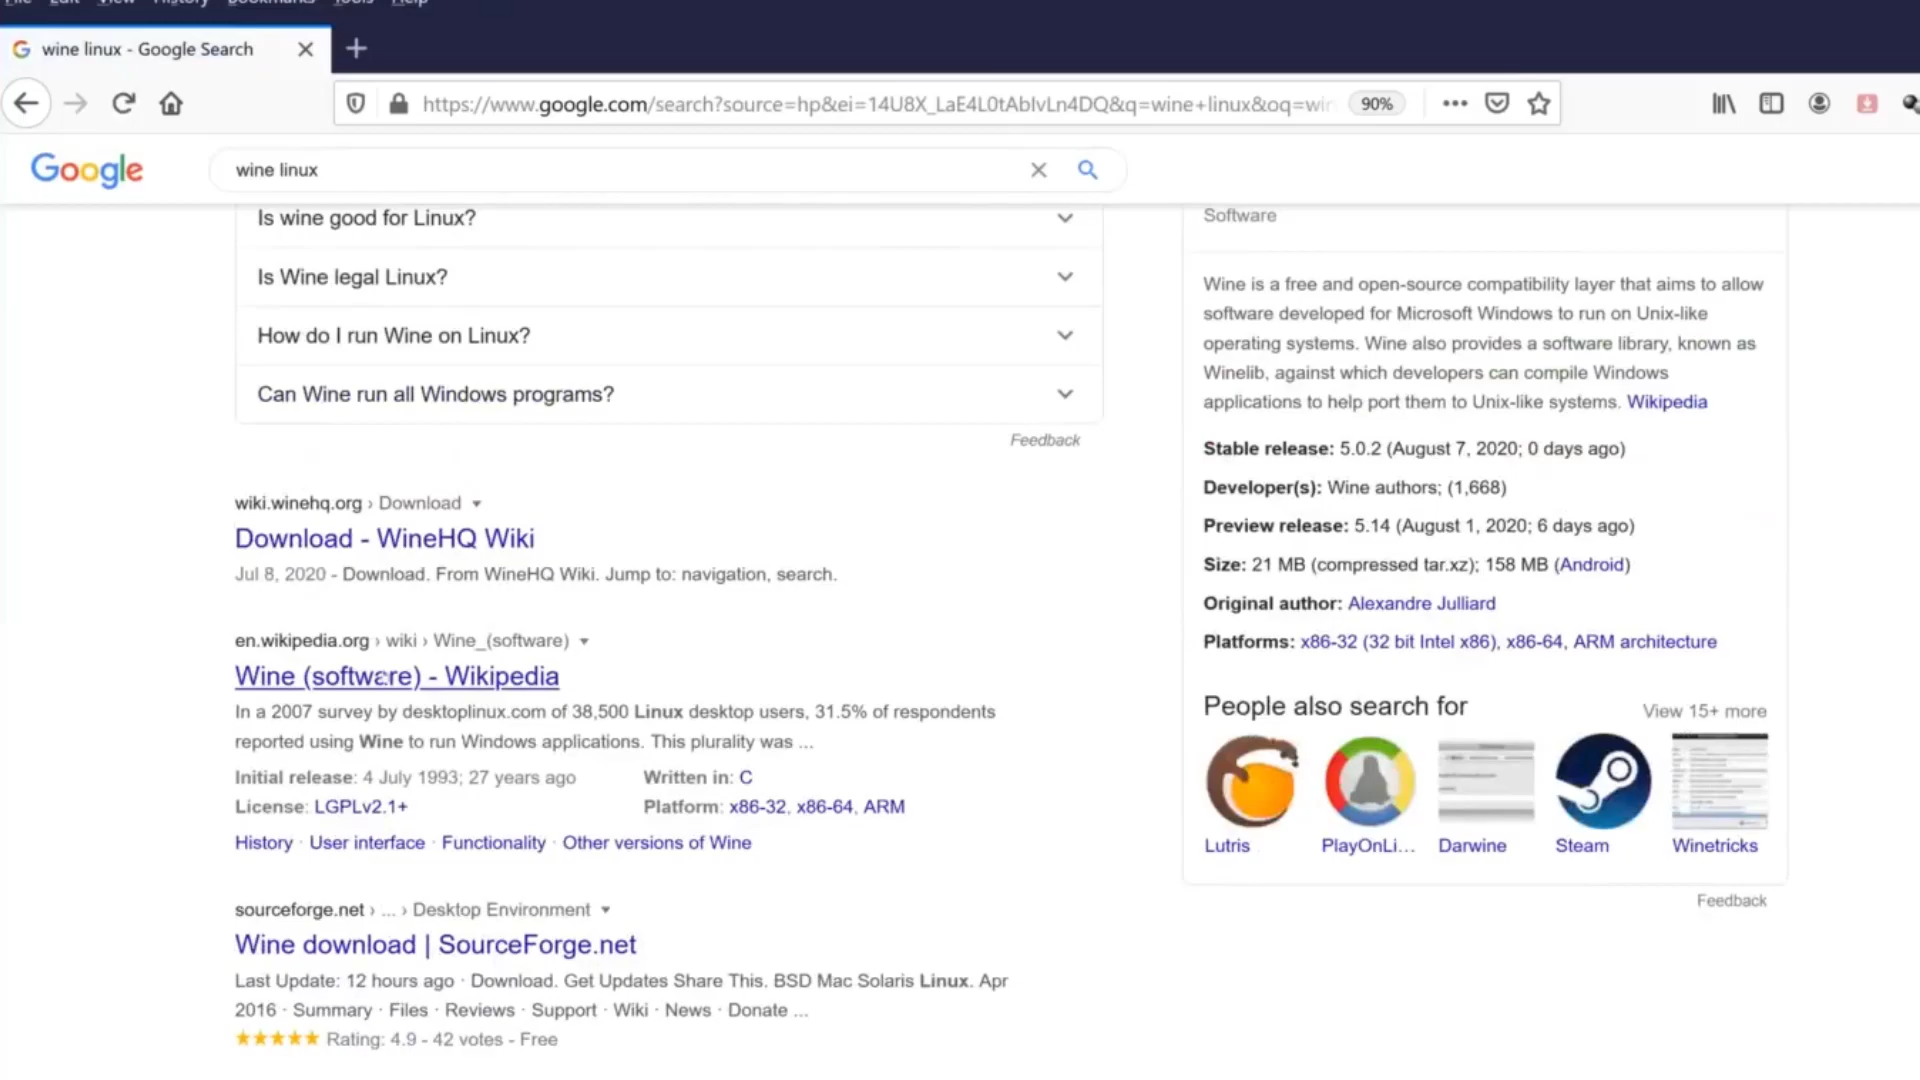 File Edit View History Bookmarks Tools Help
wine linux - Google Search
https://www.google.com/search?source=hp&ei=14U8X_LaE4L0tAbIvLn4DQ&q=wine+linux&oq=wir
90%
Google
wine linux
Is wine good for Linux?
Is Wine legal Linux?
How do I run Wine on Linux?
Can Wine run all Windows programs?
Feedback
wiki.winehq.org › Download
Download - WineHQ Wiki
Jul 8, 2020 - Download. From WineHQ Wiki. Jump to: navigation, search.
en.wikipedia.org › wiki › Wine_(software)
Wine (software) - Wikipedia
In a 2007 survey by desktoplinux.com of 38,500 Linux desktop users, 31.5% of respondents
reported using Wine to run Windows applications. This plurality was ...
Initial release: 4 July 1993; 27 years ago
Written in: C
License: LGPLv2.1+
Platform: x86-32, x86-64, ARM
History · User interface · Functionality · Other versions of Wine
sourceforge.net › ... › Desktop Environment
Wine download | SourceForge.net
Last Update: 12 hours ago · Download. Get Updates Share This. BSD Mac Solaris Linux. Apr
2016 · Summary · Files · Reviews · Support · Wiki · News · Donate ...
Rating: 4.9 - 42 votes - Free
Software
Wine is a free and open-source compatibility layer that aims to allow
software developed for Microsoft Windows to run on Unix-like
operating systems. Wine also provides a software library, known as
Winelib, against which developers can compile Windows
applications to help port them to Unix-like systems. Wikipedia
Stable release: 5.0.2 (August 7, 2020; 0 days ago)
Developer(s): Wine authors; (1,668)
Preview release: 5.14 (August 1, 2020; 6 days ago)
Size: 21 MB (compressed tar.xz); 158 MB (Android)
Original author: Alexandre Julliard
Platforms: x86-32 (32 bit Intel x86), x86-64, ARM architecture
People also search for
View 15+ more
Lutris
PlayOnLi...
Darwine
Steam
Winetricks
Feedback